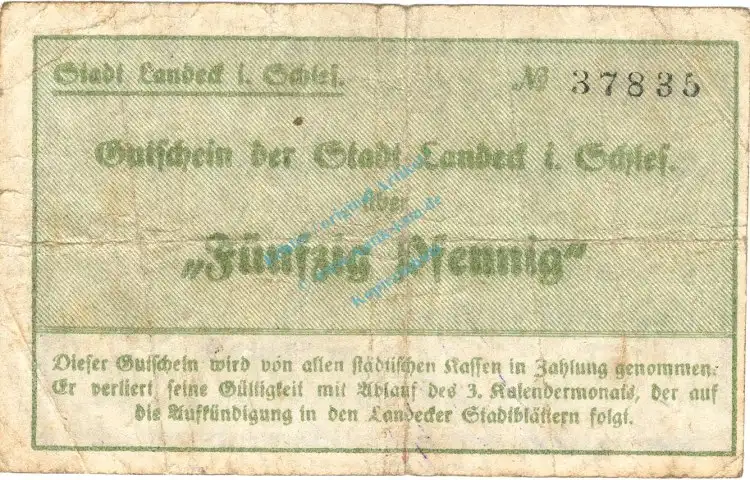 Stadt Landeck i. Schles. № 37835
Gutschein der Stadt Landeck i. Schles.
über
„Fünfzig Pfennig“
Dieser Gutschein wird von allen städtischen Kassen in Zahlung genommen.
Er verliert seine Gültigkeit mit Ablauf des 3. Kalendermonats, der auf
die Aufkündigung in den Landecker Stadtblättern folgt.
original Artikel